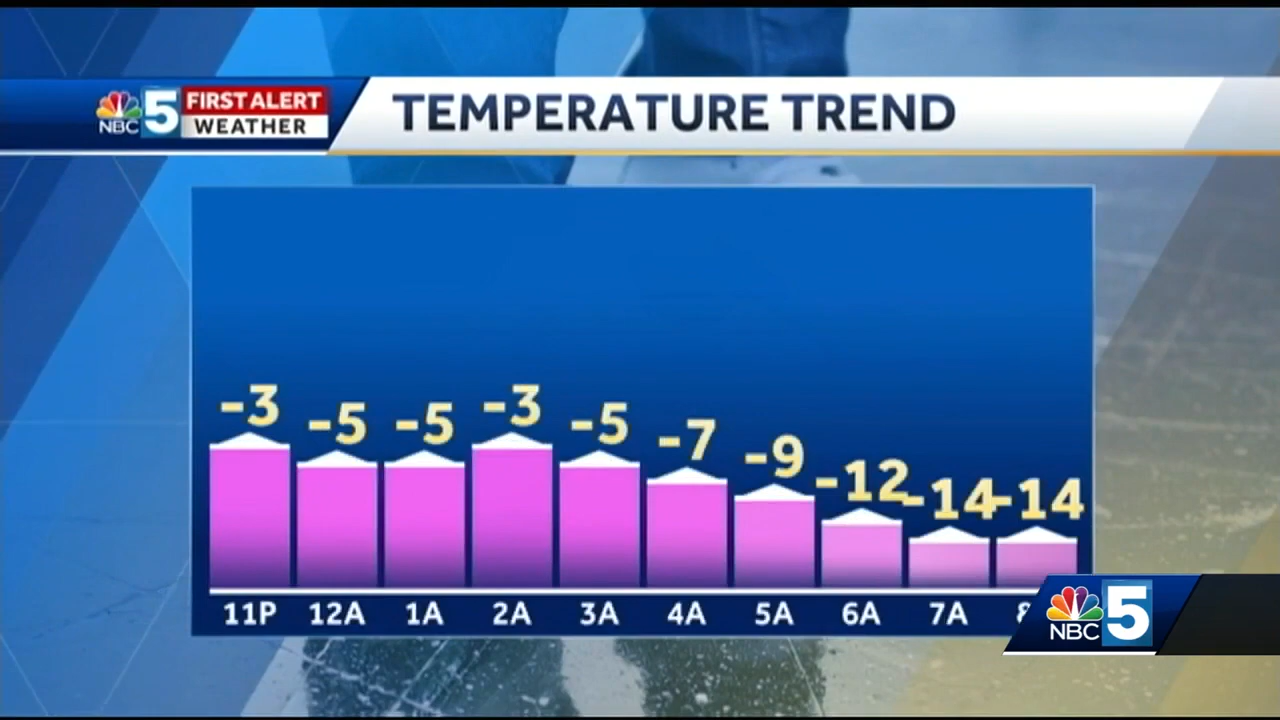 NBC 5 FIRST ALERT WEATHER
TEMPERATURE TREND
-3 -5 -5 -3 -5 -7 -9 -12 -14 -14
11P 12A 1A 2A 3A 4A 5A 6A 7A 8
NBC 5